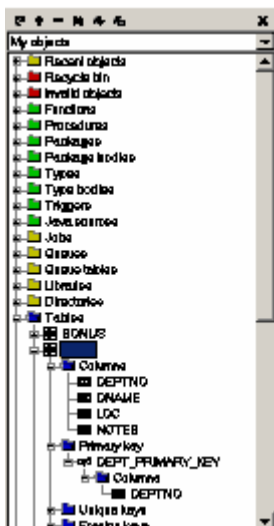 My objects
Recent objects
Recycle bin
Invalid objects
Functions
Procedures
Packages
Package bodies
Types
Type bodies
Triggers
Java sources
Jobs
Queues
Queue tables
Libraries
Directories
Tables
BONUS
Columns
DEPTNO
DNAME
LOC
NOTES
Primary key
DEPT_PRIMARY_KEY
Columns
DEPTNO
Unique keys
Foreign keys